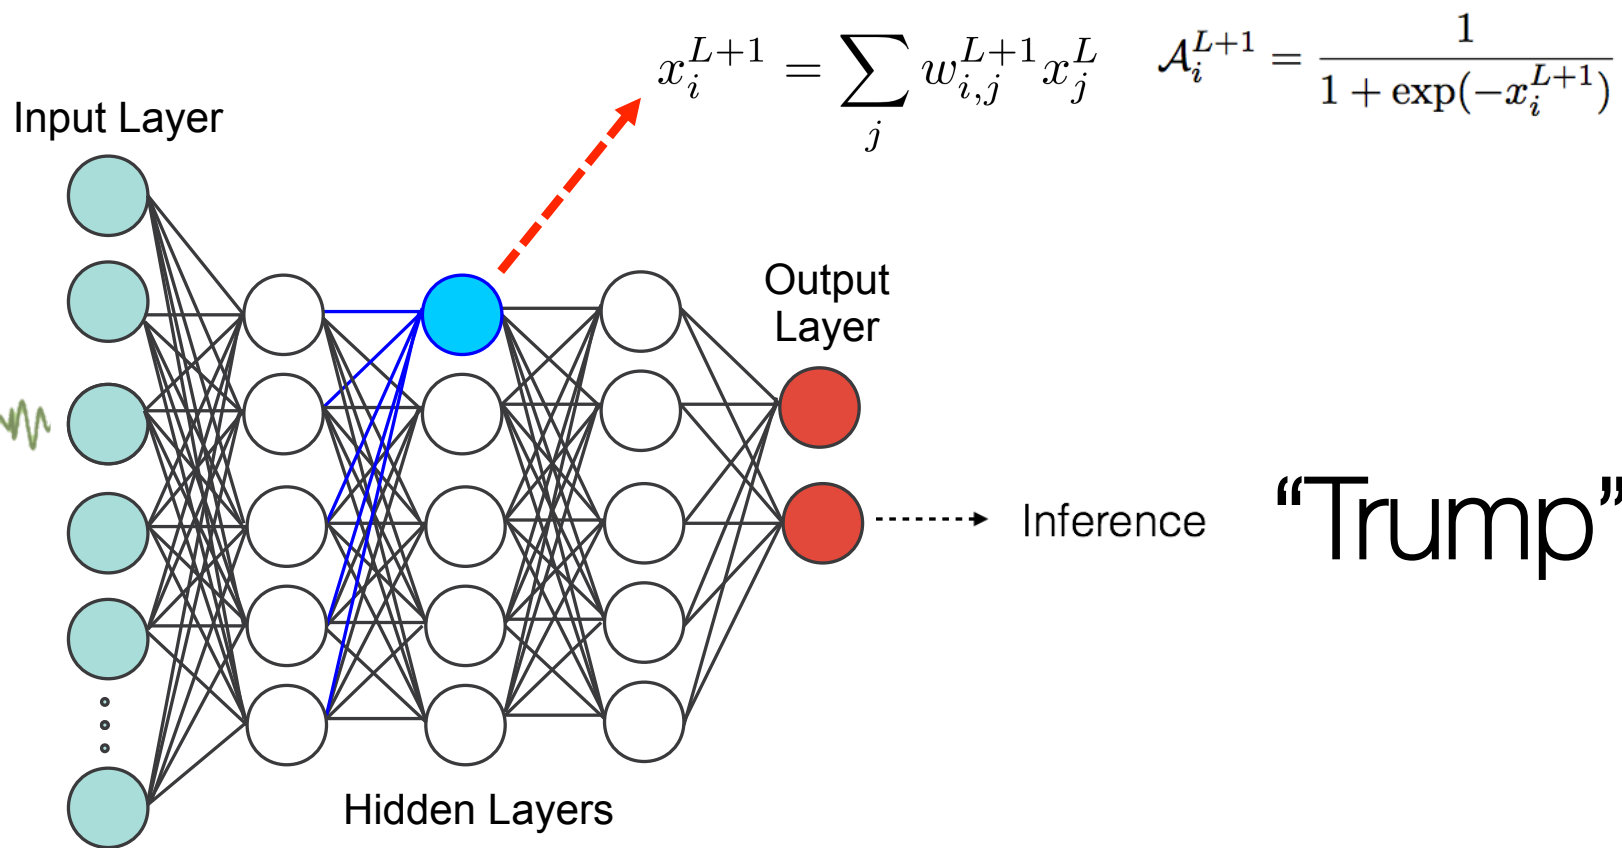 x_i^{L+1} = \sum_j w_{i,j}^{L+1} x_j^L    \mathcal{A}_i^{L+1} = \frac{1}{1 + \exp(-x_i^{L+1})}
Input Layer
Output
Layer
Inference “Trump”
Hidden Layers